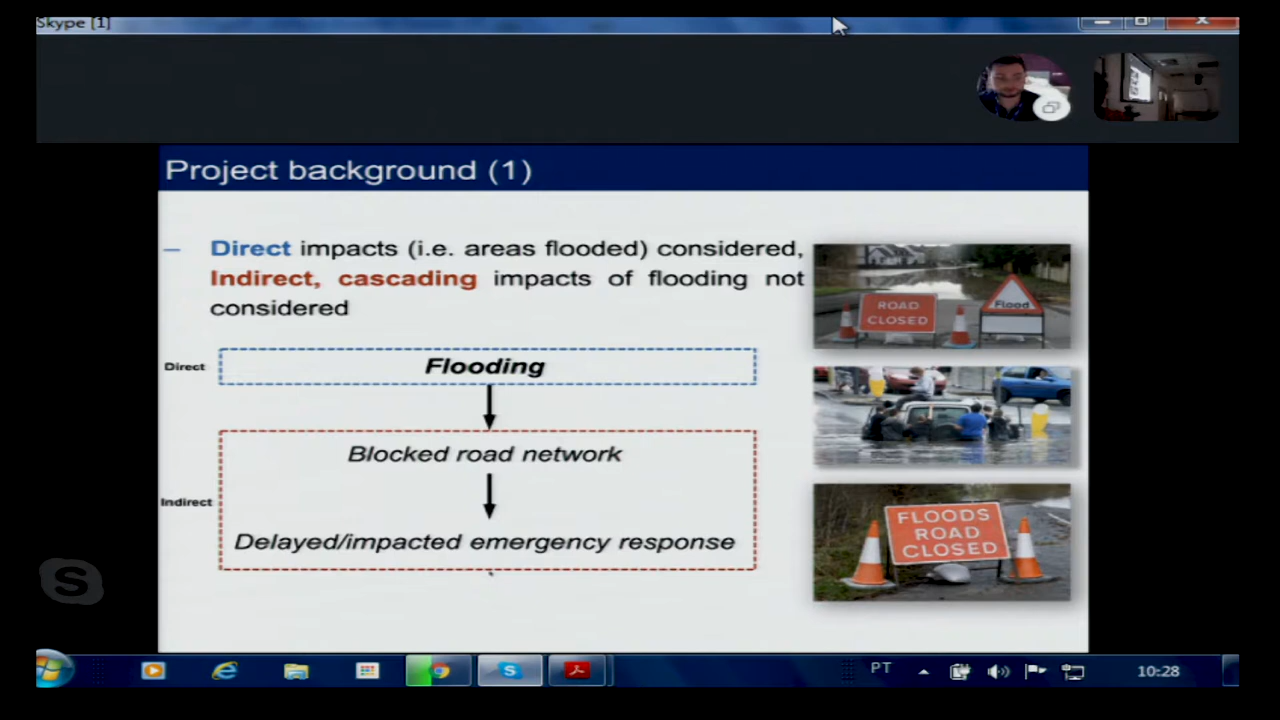 Skype [1]
Project background (1)
– Direct impacts (i.e. areas flooded) considered,
Indirect, cascading impacts of flooding not
considered
Direct
Flooding
Blocked road network
Indirect
Delayed/impacted emergency response
ROAD
CLOSED
Flood
FLOODS
ROAD
CLOSED
PT
10:28